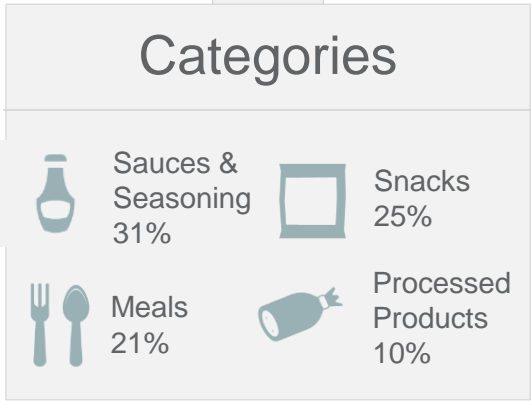 Categories
Sauces &
Seasoning
31%
Snacks
25%
Meals
21%
Processed
Products
10%